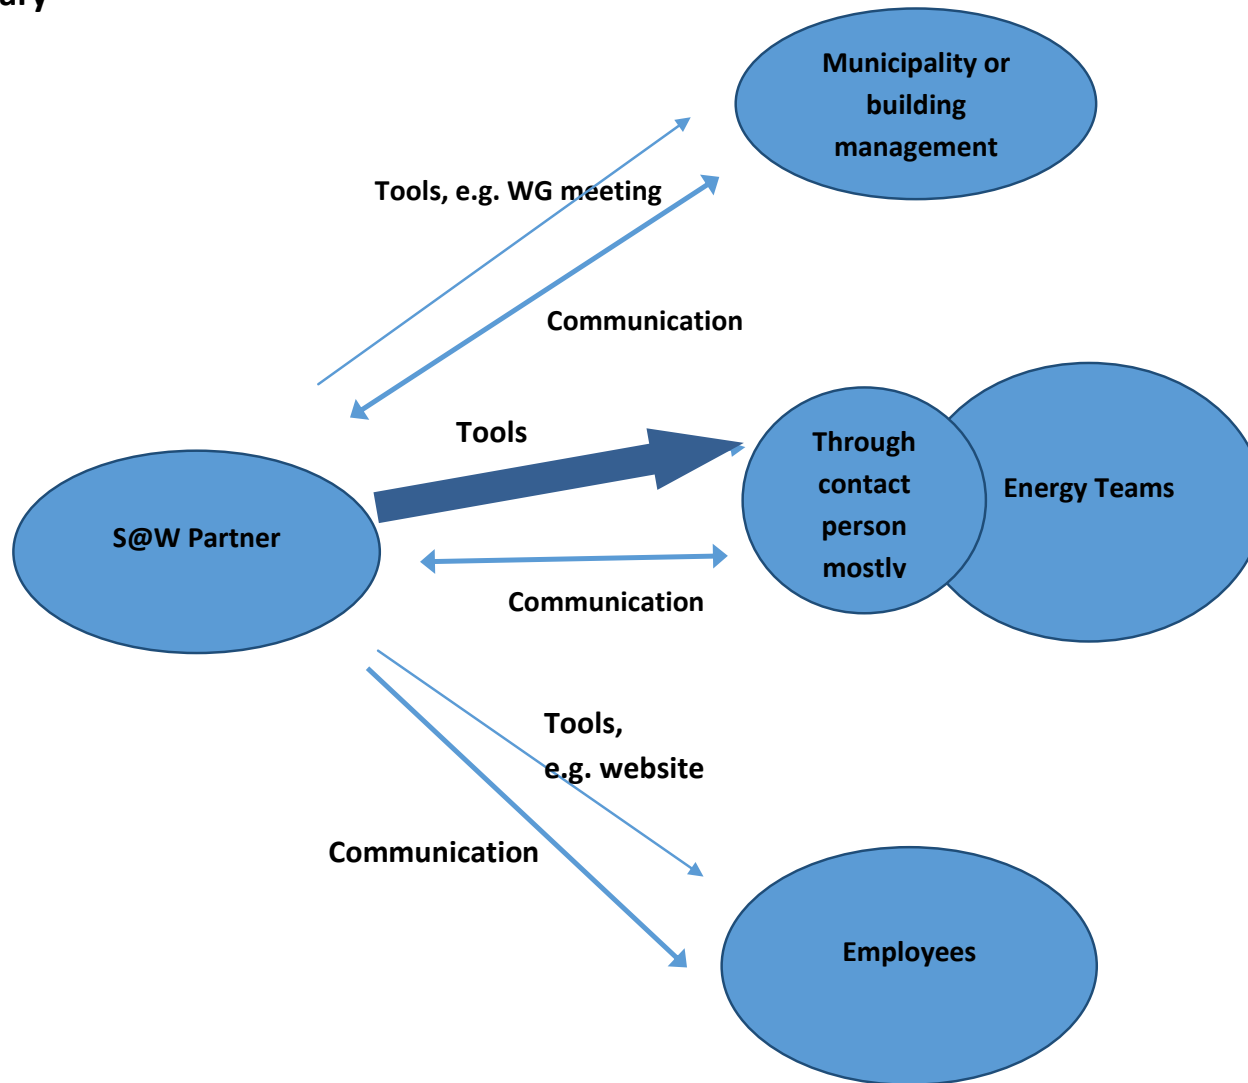 Municipality or
building
management
Tools, e.g. WG meeting
Communication
Tools
Through
contact
person
mostly
Energy Teams
S@W Partner
Communication
Tools,
e.g. website
Communication
Employees